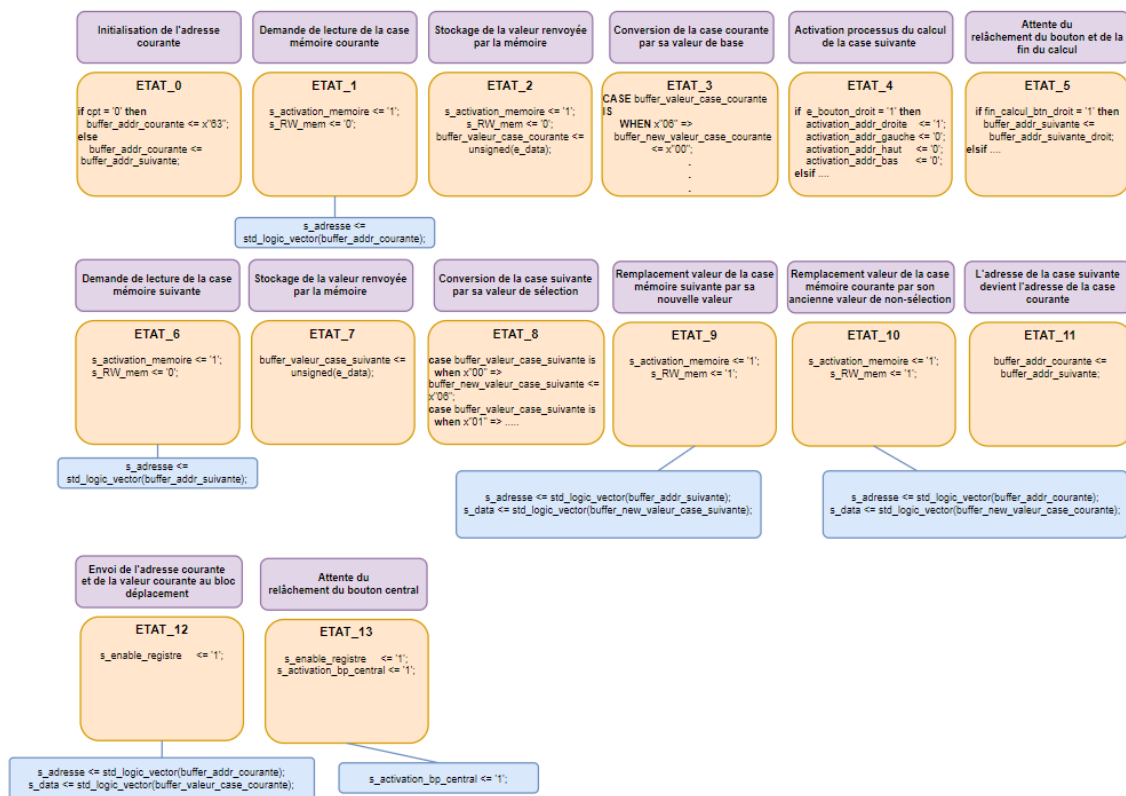 Initialisation de l'adresse
courante
Demande de lecture de la case
mémoire courante
Stockage de la valeur renvoyée
par la mémoire
Conversion de la case courante
par sa valeur de base
Activation processus du calcul
de la case suivante
Attente du
relâchement du bouton et de la
fin du calcul
ETAT_0
if cpt = '0' then
buffer_addr_courante <= x"63";
else
buffer_addr_courante <=
buffer_addr_suivante;
ETAT_1
s_activation_memoire <= '1';
s_RW_mem <= '0';
s_adresse <=
std_logic_vector(buffer_addr_courante);
ETAT_2
s_activation_memoire <= '1';
s_RW_mem <= '0';
buffer_valeur_case_courante <=
unsigned(e_data);
ETAT_3
CASE buffer_valeur_case_courante
IS
WHEN x"06" =>
buffer_new_valeur_case_courante
<= x"00";
.
.
.
ETAT_4
if e_bouton_droit = '1' then
activation_addr_droite <= '1';
activation_addr_gauche <= '0';
activation_addr_haut <= '0';
activation_addr_bas <= '0';
elsif ....
ETAT_5
if fin_calcul_btn_droit = '1' then
buffer_addr_suivante <=
buffer_addr_suivante_droit;
elsif ....
Demande de lecture de la case
mémoire suivante
Stockage de la valeur renvoyée
par la mémoire
Conversion de la case suivante
par sa valeur de sélection
Remplacement valeur de la case
mémoire suivante par sa
nouvelle valeur
Remplacement valeur de la case
mémoire courante par son
ancienne valeur de non-sélection
L'adresse de la case suivante
devient l'adresse de la case
courante
ETAT_6
s_activation_memoire <= '1';
s_RW_mem <= '0';
s_adresse <=
std_logic_vector(buffer_addr_suivante);
ETAT_7
buffer_valeur_case_suivante <=
unsigned(e_data);
ETAT_8
case buffer_valeur_case_suivante is
when x"00" =>
buffer_new_valeur_case_suivante <=
x"06";
case buffer_valeur_case_suivante is
when x"01" => .....
ETAT_9
s_activation_memoire <= '1';
s_RW_mem <= '1';
s_adresse <= std_logic_vector(buffer_addr_suivante);
s_data <= std_logic_vector(buffer_new_valeur_case_suivante);
ETAT_10
s_activation_memoire <= '1';
s_RW_mem <= '1';
s_adresse <= std_logic_vector(buffer_addr_courante);
s_data <= std_logic_vector(buffer_new_valeur_case_courante);
ETAT_11
buffer_addr_courante <=
buffer_addr_suivante;
Envoi de l'adresse courante
et de la valeur courante au bloc
déplacement
Attente du
relâchement du bouton central
ETAT_12
s_enable_registre <= '1';
s_adresse <= std_logic_vector(buffer_addr_courante);
s_data <= std_logic_vector(buffer_valeur_case_courante);
ETAT_13
s_enable_registre <= '1';
s_activation_bp_central <= '1';
s_activation_bp_central <= '1';